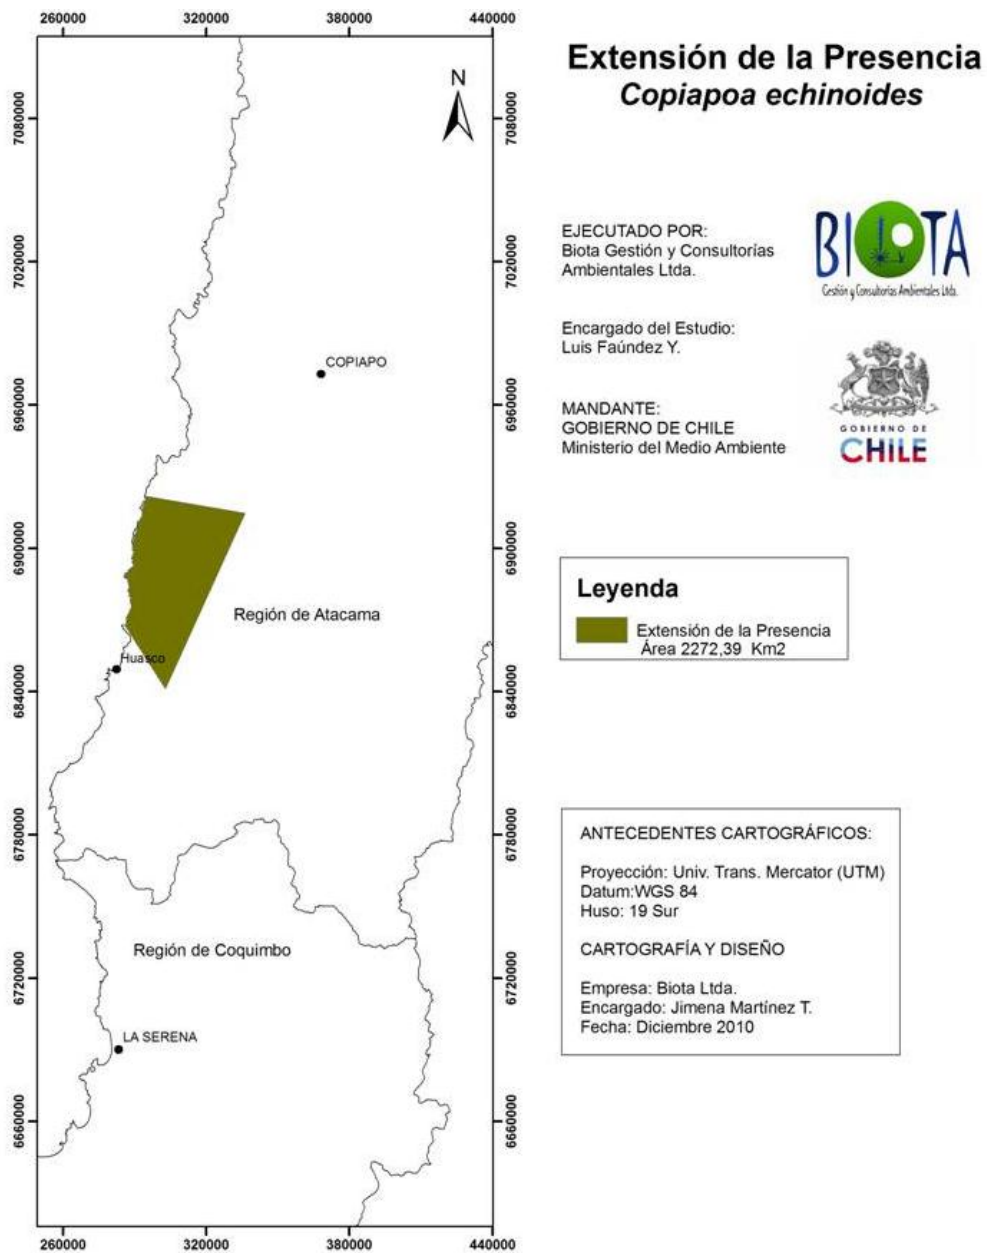 260000 320000 380000 440000
Extensión de la Presencia
Copiapoa echinoides
N
7080000 7080000
7020000 7020000
6960000 6960000
6900000 6900000
6840000 6840000
6780000 6780000
6720000 6720000
6660000 6660000
COPIAPO
Región de Atacama
Huasco
Región de Coquimbo
LA SERENA
260000 320000 380000 440000
EJECUTADO POR:
Biota Gestión y Consultorías
Ambientales Ltda.
BIOTA
Gestión y Consultorías Ambientales Ltda.
Encargado del Estudio:
Luis Faúndez Y.
MANDANTE:
GOBIERNO DE CHILE
Ministerio del Medio Ambiente
GOBIERNO DE
CHILE
Leyenda
Extensión de la Presencia
Área 2272,39 Km2
ANTECEDENTES CARTOGRÁFICOS:
Proyección: Univ. Trans. Mercator (UTM)
Datum:WGS 84
Huso: 19 Sur
CARTOGRAFÍA Y DISEÑO
Empresa: Biota Ltda.
Encargado: Jimena Martínez T.
Fecha: Diciembre 2010